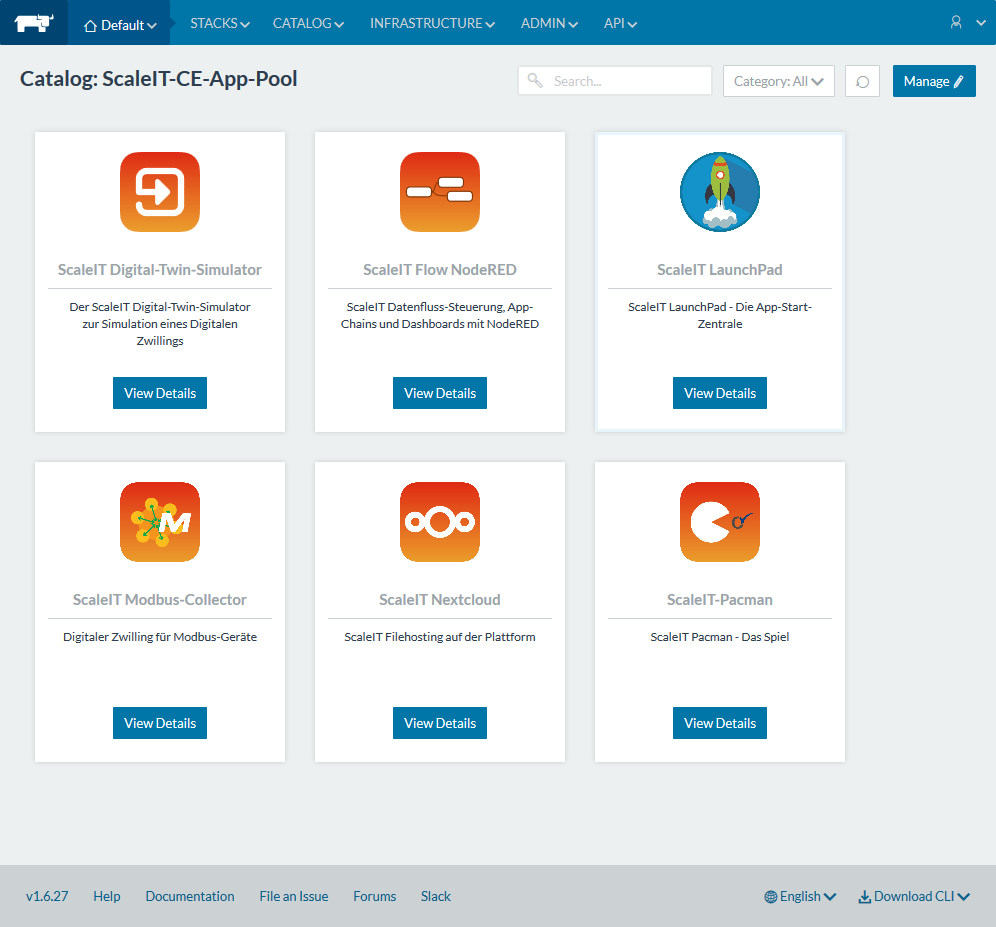 Default STACKS CATALOG INFRASTRUCTURE ADMIN API
Catalog: ScaleIT-CE-App-Pool
Search...
Category: All
Manage
ScaleIT Digital-Twin-Simulator
Der ScaleIT Digital-Twin-Simulator
zur Simulation eines Digitalen
Zwillings
View Details
ScaleIT Flow NodeRED
ScaleIT Datenfluss-Steuerung, App-
Chains und Dashboards mit NodeRED
View Details
ScaleIT LaunchPad
ScaleIT LaunchPad - Die App-Start-
Zentrale
View Details
M
ScaleIT Modbus-Collector
Digitaler Zwilling für Modbus-Geräte
View Details
ScaleIT Nextcloud
ScaleIT Filehosting auf der Plattform
View Details
ScaleIT-Pacman
ScaleIT Pacman - Das Spiel
View Details
v1.6.27 Help Documentation File an Issue Forums Slack English Download CLI